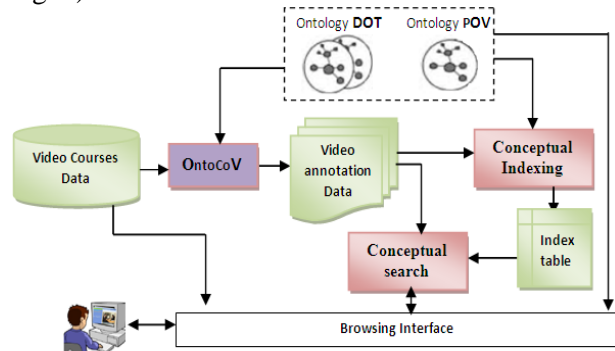 Ontology DOT
Ontology POV
Video Courses
Data
OntoCoV
Video
annotation
Data
Conceptual
Indexing
Conceptual
search
Index
table
Browsing Interface